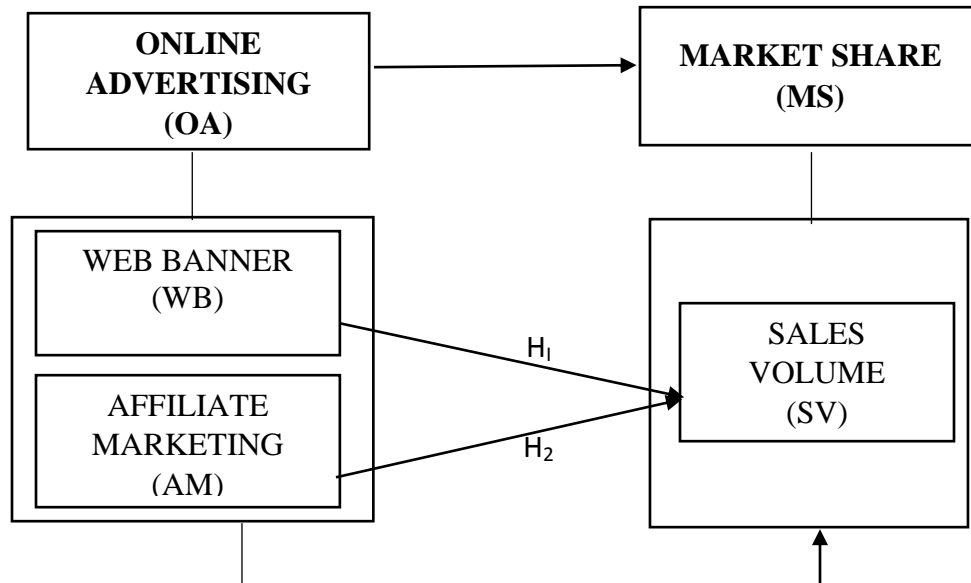 ONLINE
ADVERTISING
(OA)
MARKET SHARE
(MS)
WEB BANNER
(WB)
AFFILIATE
MARKETING
(AM)
H₁
H₂
SALES
VOLUME
(SV)